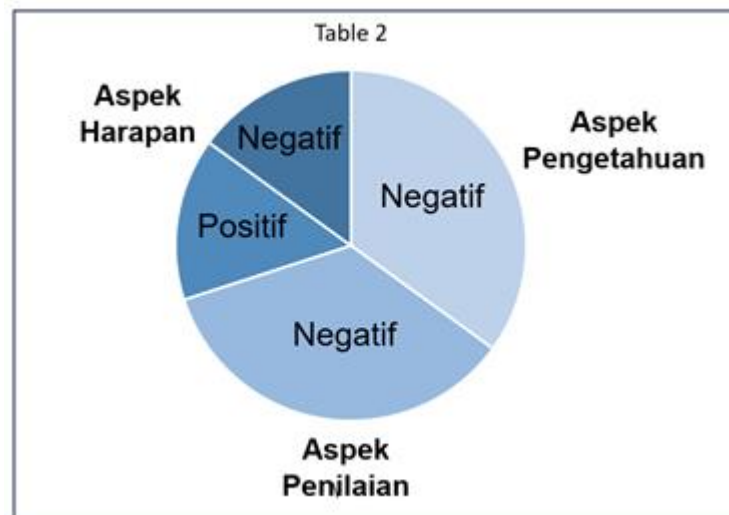 Table 2
Aspek
Harapan
Negatif
Aspek
Pengetahuan
Negatif
Positif
Negatif
Aspek
Penilaian